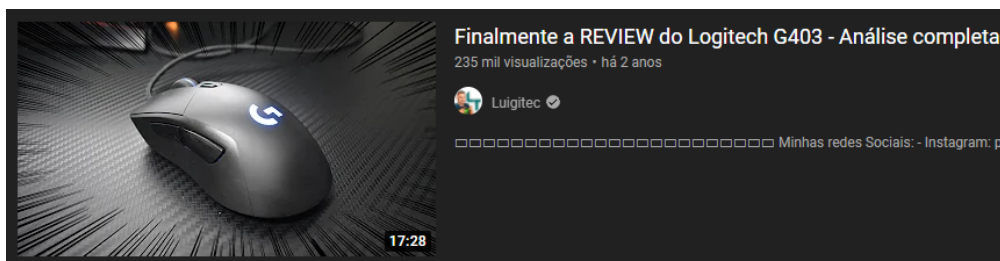 Finalmente a REVIEW do Logitech G403 - Análise completa
235 mil visualizações • há 2 anos
Luigitec
Minhas redes Sociais: - Instagram: p
17:28